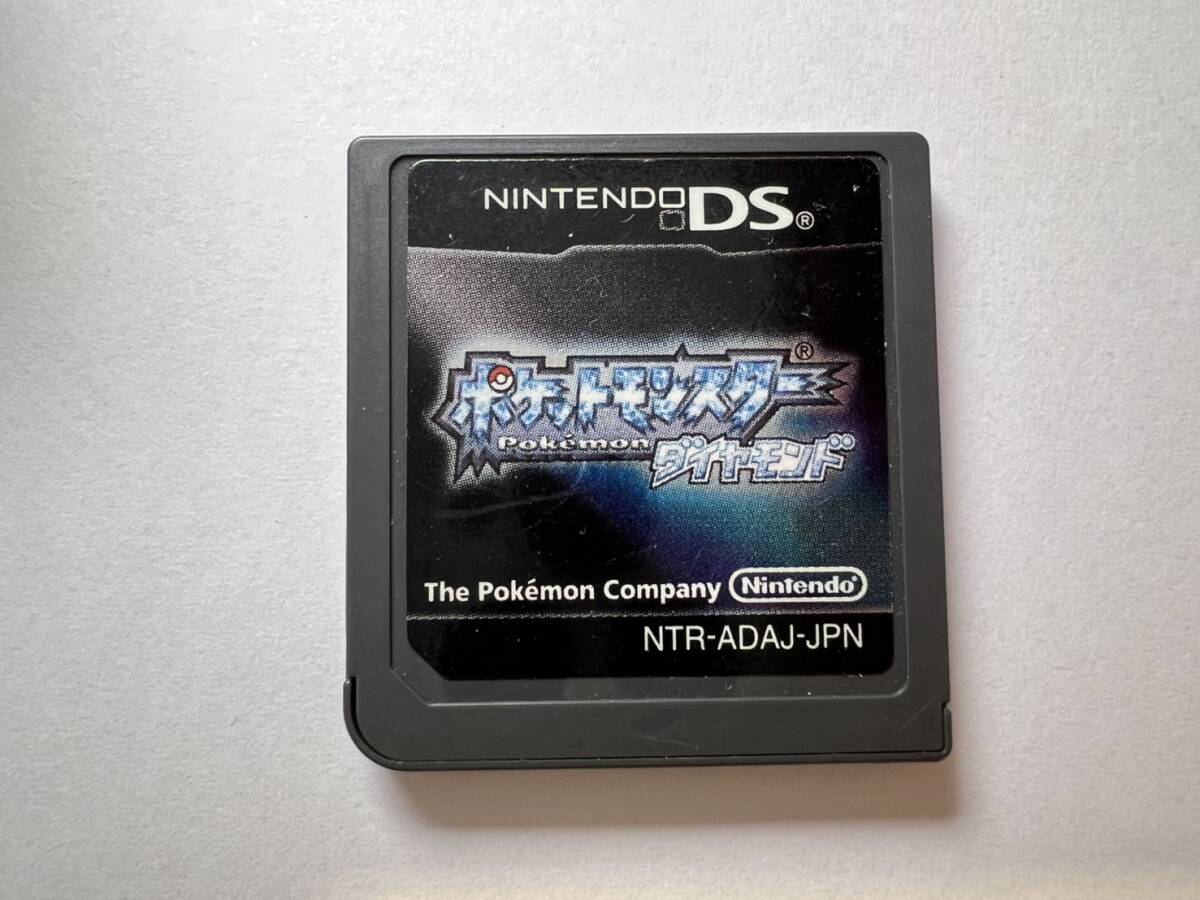 NINTENDO DS®
ポケットモンスター®
Pokémon
ダイヤモンド
The Pokémon Company Nintendo®
NTR-ADAJ-JPN